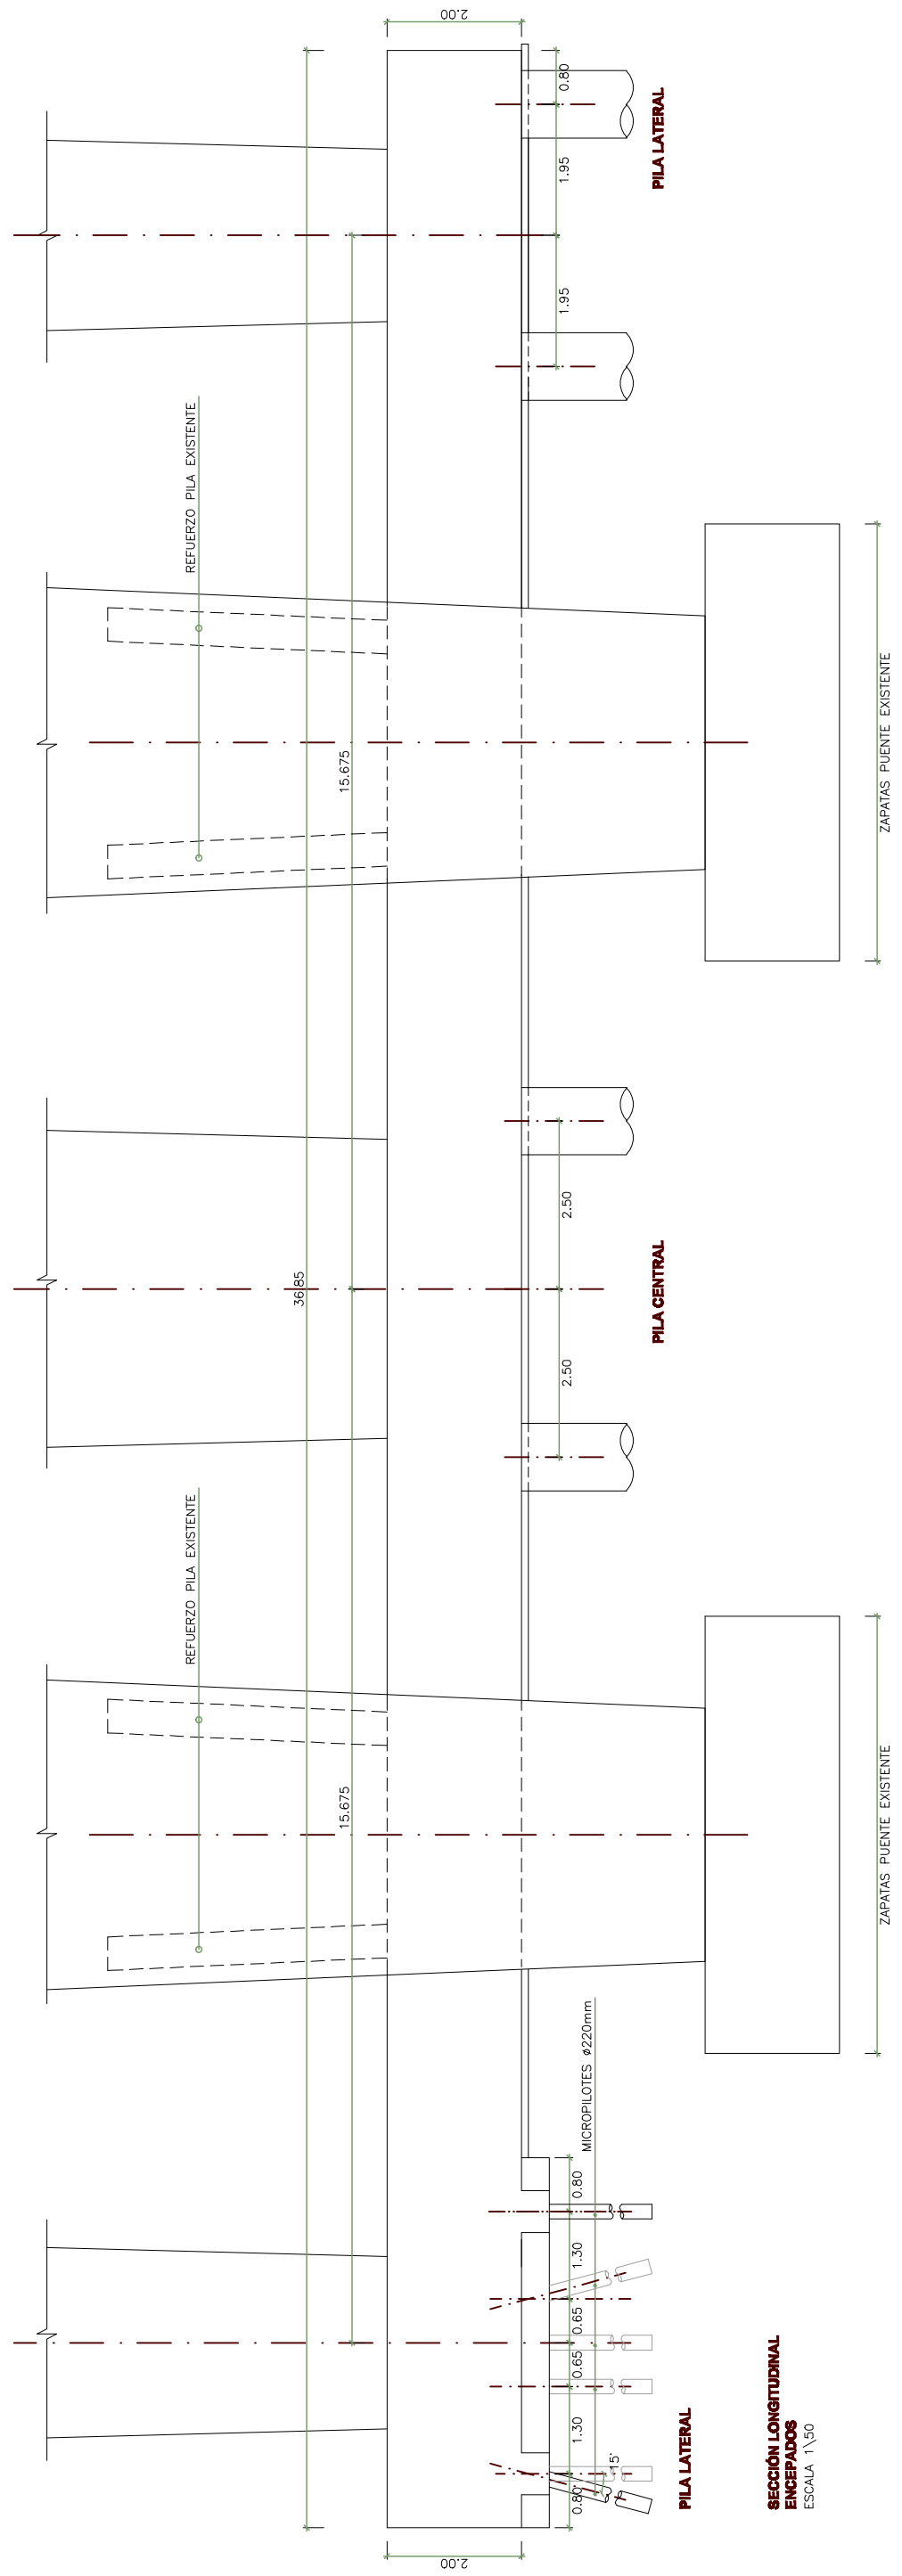 2.00
36.85
REFUERZO PILA EXISTENTE
REFUERZO PILA EXISTENTE
15.675
15.675
2.00
0.80
1.30
0.65
0.65
1.30
0.80
15°
MICROPILOTES ø220mm
2.50
2.50
1.95
1.95
0.80
PILA LATERAL
PILA CENTRAL
PILA LATERAL
ZAPATAS PUENTE EXISTENTE
ZAPATAS PUENTE EXISTENTE
SECCIÓN LONGITUDINAL
ENCEPADOS
ESCALA 1\50